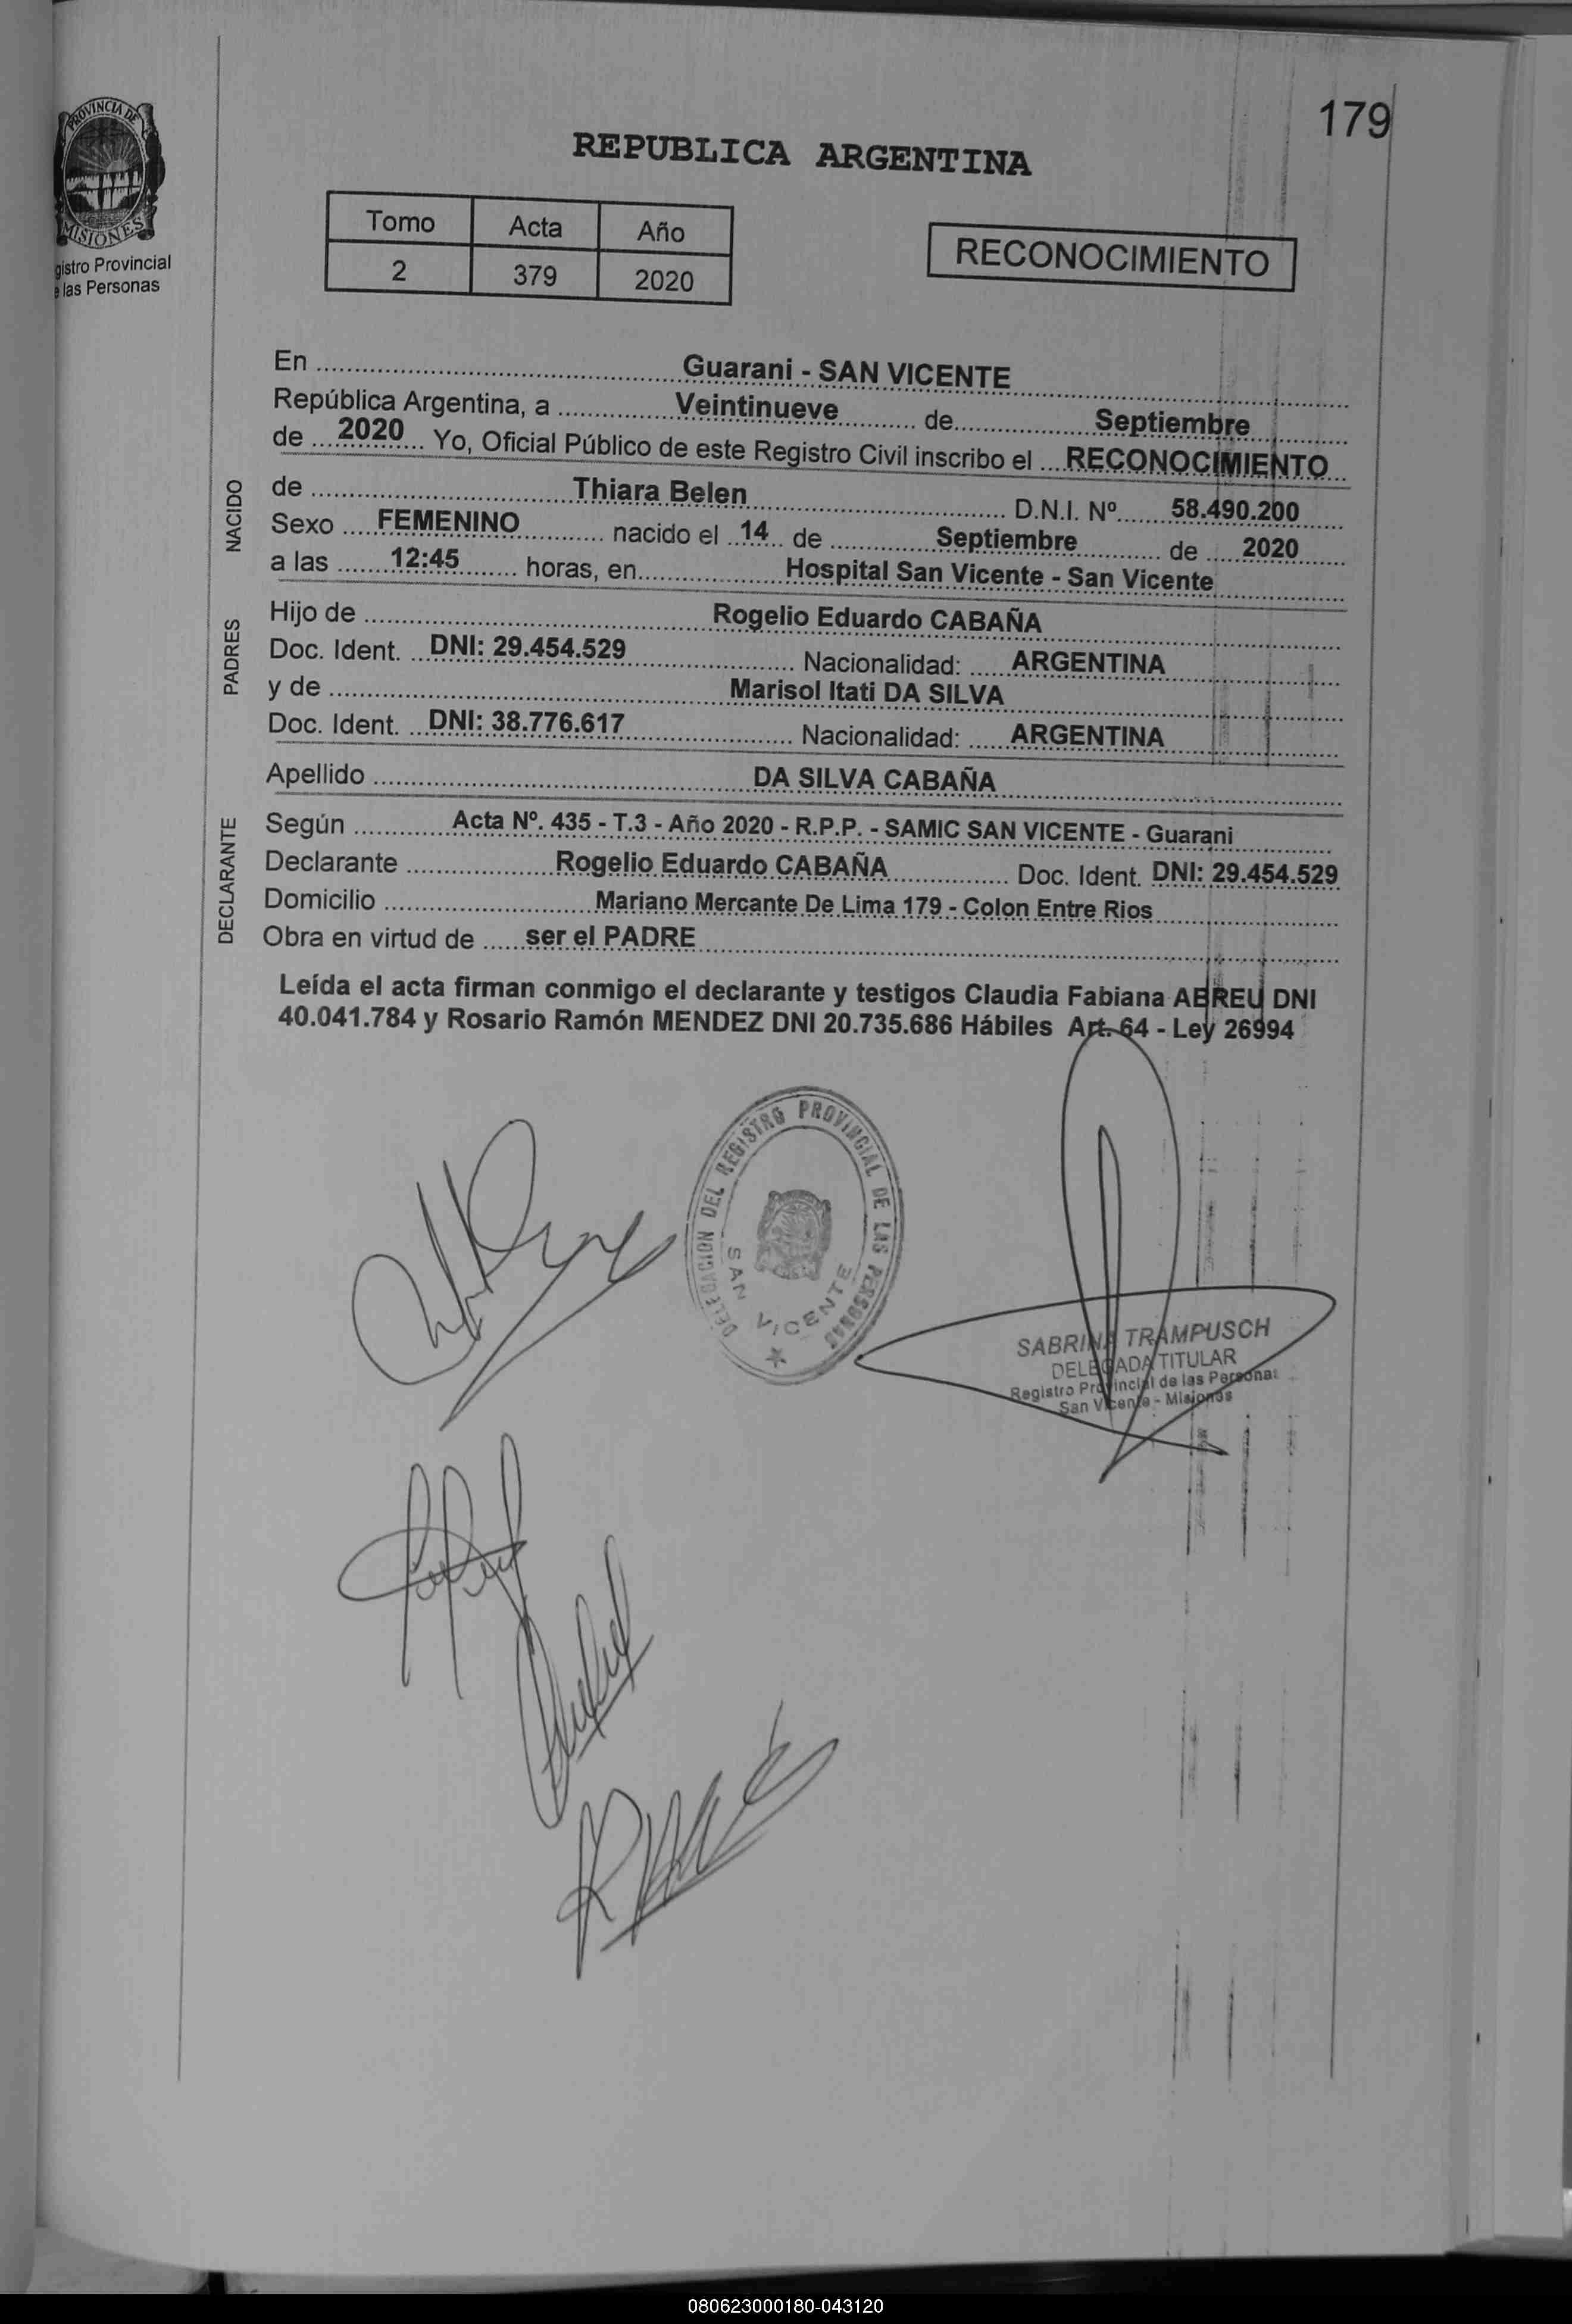 179
PROVINCIA DE
MISIONES
gistro Provincial
e las Personas
REPUBLICA ARGENTINA
Tomo Acta Año
2 379 2020
RECONOCIMIENTO
En Guarani - SAN VICENTE
República Argentina, a Veintinueve de Septiembre
de 2020 Yo, Oficial Público de este Registro Civil inscribo el RECONOCIMIENTO
NACIDO
de Thiara Belen D.N.I. Nº 58.490.200
Sexo FEMENINO nacido el 14 de Septiembre de 2020
a las 12:45 horas, en Hospital San Vicente - San Vicente
PADRES
Hijo de Rogelio Eduardo CABAÑA
Doc. Ident. DNI: 29.454.529 Nacionalidad: ARGENTINA
y de Marisol Itati DA SILVA
Doc. Ident. DNI: 38.776.617 Nacionalidad: ARGENTINA
Apellido DA SILVA CABAÑA
DECLARANTE
Según Acta Nº. 435 - T.3 - Año 2020 - R.P.P. - SAMIC SAN VICENTE - Guarani
Declarante Rogelio Eduardo CABAÑA Doc. Ident. DNI: 29.454.529
Domicilio Mariano Mercante De Lima 179 - Colon Entre Rios
Obra en virtud de ser el PADRE
Leída el acta firman conmigo el declarante y testigos Claudia Fabiana ABREU DNI
40.041.784 y Rosario Ramón MENDEZ DNI 20.735.686 Hábiles Art. 64 - Ley 26994
DELEGACION DEL REGISTRO PROVINCIAL DE LAS PERSONAS
SAN VICENTE
SABRINA TRAMPUSCH
DELEGADA TITULAR
Registro Provincial de las Personas
San Vicente - Misiones
080623000180-043120